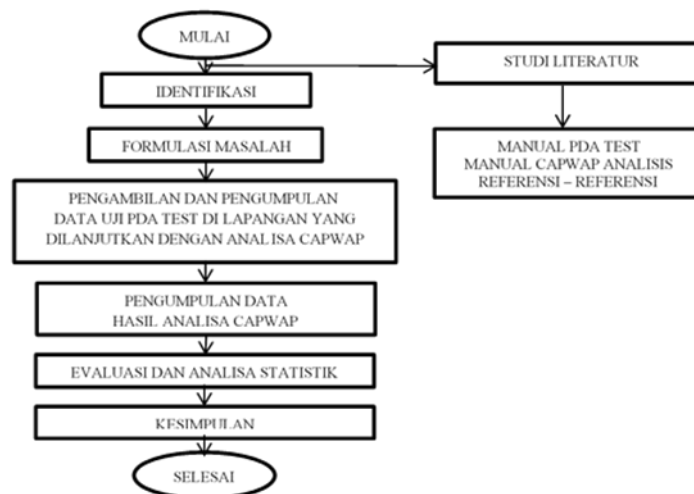 MULAI
STUDI LITERATUR
IDENTIFIKASI
FORMULASI MASALAH
MANUAL PDA TEST
MANUAL CAPWAP ANALISIS
REFERENSI – REFERENSI
PENGAMBILAN DAN PENGUMPULAN
DATA UJI PDA TEST DI LAPANGAN YANG
DILANJUTKAN DENGAN ANALISA CAPWAP
PENGUMPULAN DATA
HASIL ANALISA CAPWAP
EVALUASI DAN ANALISA STATISTIK
KESIMPULAN
SELESAI